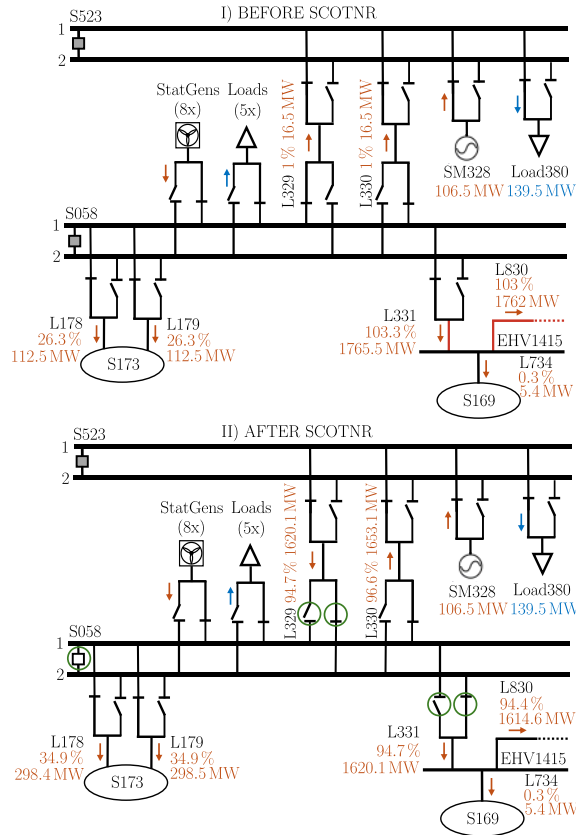 I) BEFORE SCOTNR
S523
1
2
StatGens
(8x)
Loads
(5x)
L329 1 % 16.5 MW
L330 1 % 16.5 MW
SM328
106.5 MW
Load380
139.5 MW
S058
1
2
L178
26.3 %
112.5 MW
L179
26.3 %
112.5 MW
S173
L331
103.3 %
1765.5 MW
L830
103 %
1762 MW
EHV1415
L734
0.3 %
5.4 MW
S169
II) AFTER SCOTNR
S523
1
2
StatGens
(8x)
Loads
(5x)
L329 94.7 % 1620.1 MW
L330 96.6 % 1653.1 MW
SM328
106.5 MW
Load380
139.5 MW
S058
1
2
L178
34.9 %
298.4 MW
L179
34.9 %
298.5 MW
S173
L331
94.7 %
1620.1 MW
L830
94.4 %
1614.6 MW
EHV1415
L734
0.3 %
5.4 MW
S169